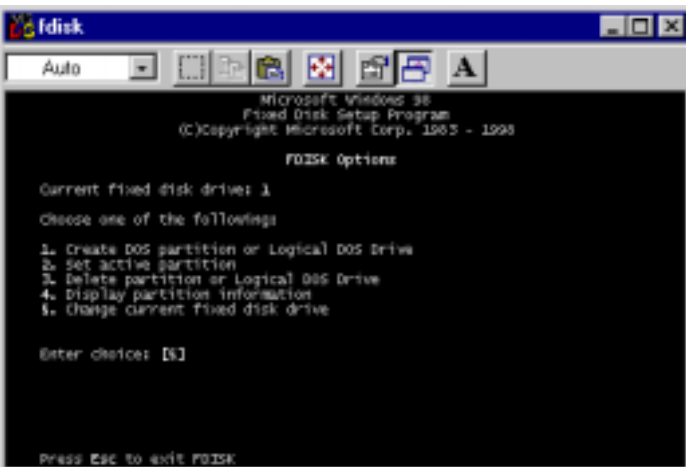 fdisk
Auto
A
Microsoft Windows 98
Fixed Disk Setup Program
(C)Copyright Microsoft Corp. 1983 - 1998
FDISK Options
Current fixed disk drive: 1
Choose one of the following:
1. Create DOS partition or Logical DOS Drive
2. Set active partition
3. Delete partition or Logical DOS Drive
4. Display partition information
5. Change current fixed disk drive
Enter choice: [5]
Press Esc to exit FDISK